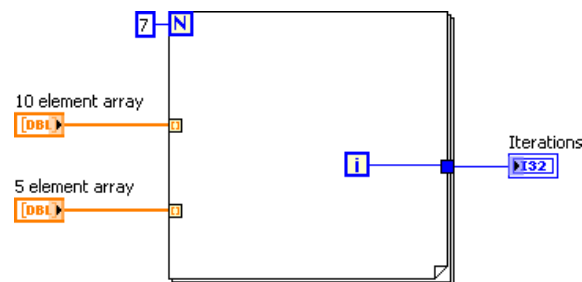 7 N
10 element array
[DBL]
i
Iterations
I32
5 element array
[DBL]